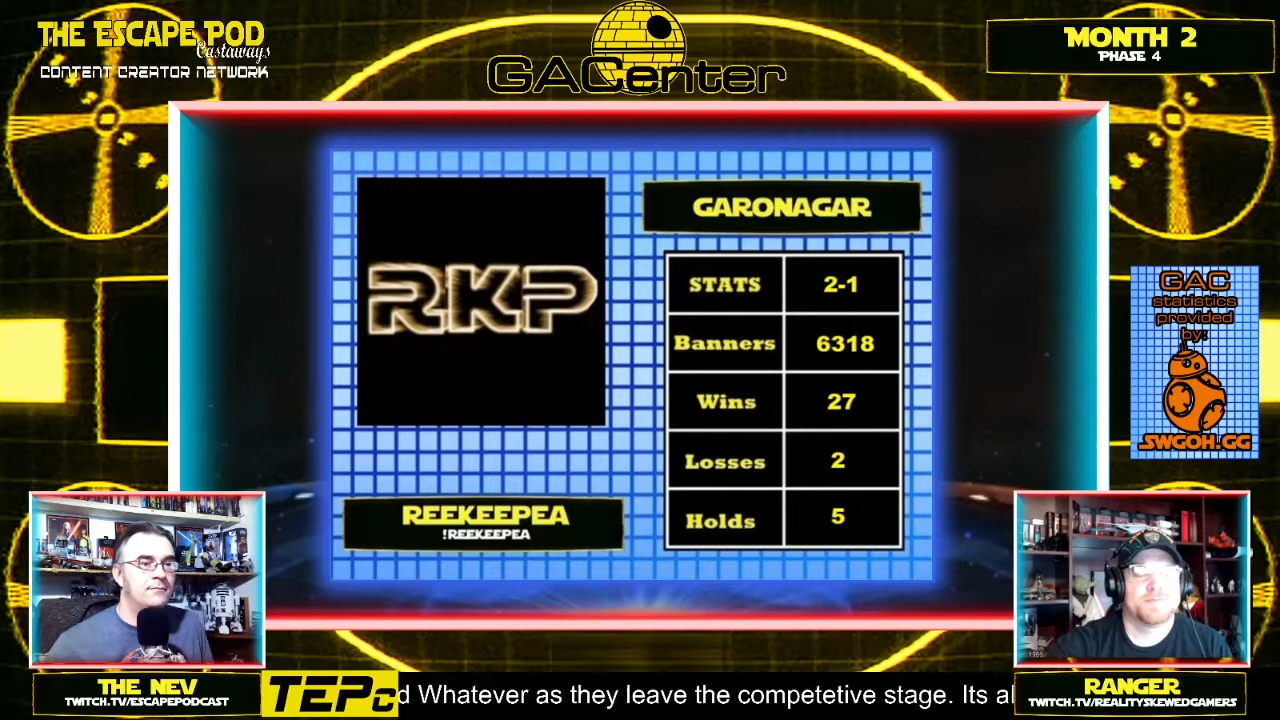 THE ESCAPE POD
Castaways
CONTENT CREATOR NETWORK
GACenter
MONTH 2
PHASE 4
RKP
GARONAGAR
STATS 2-1
Banners 6318
Wins 27
Losses 2
Holds 5
REEKEEPEA
!REEKEEPEA
GAC
statistics
provided
by:
SWGOH.GG
THE NEV
TWITCH.TV/ESCAPEPODCAST
TEPc
d Whatever as they leave the competetive stage. Its al
RANGER
TWITCH.TV/REALITYSKEWEDGAMERS